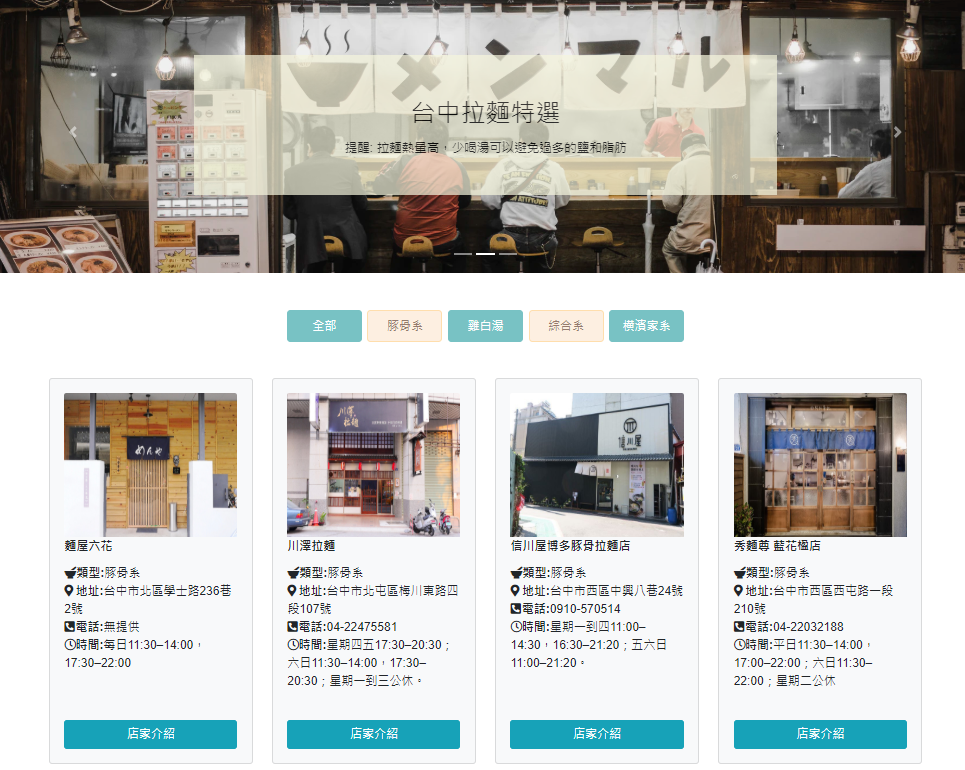 メンマル
台中拉麵特選
提醒: 拉麵熱量高，少喝湯可以避免過多的鹽和脂肪
全部 豚骨系 雞白湯 綜合系 橫濱家系
めんや
麵屋六花
類型:豚骨系
地址:台中市北區學士路236巷
2號
電話:無提供
時間:每日11:30–14:00，
17:30–22:00
店家介紹
川澤
拉麵
川澤拉麵
類型:豚骨系
地址:台中市北屯區梅川東路四
段107號
電話:04-22475581
時間:星期四五17:30–20:30；
六日11:30–14:00，17:30–
20:30；星期一到三公休。
店家介紹
信川屋
信川屋博多豚骨拉麵店
類型:豚骨系
地址:台中市西區中興八巷24號
電話:0910-570514
時間:星期一到四11:00–
14:30，16:30–21:20；五六日
11:00–21:20。
店家介紹
秀麵尊 藍花楹店
類型:豚骨系
地址:台中市西區西屯路一段
210號
電話:04-22032188
時間:平日11:30–14:00，
17:00–22:00；六日11:30–
22:00；星期二公休
店家介紹